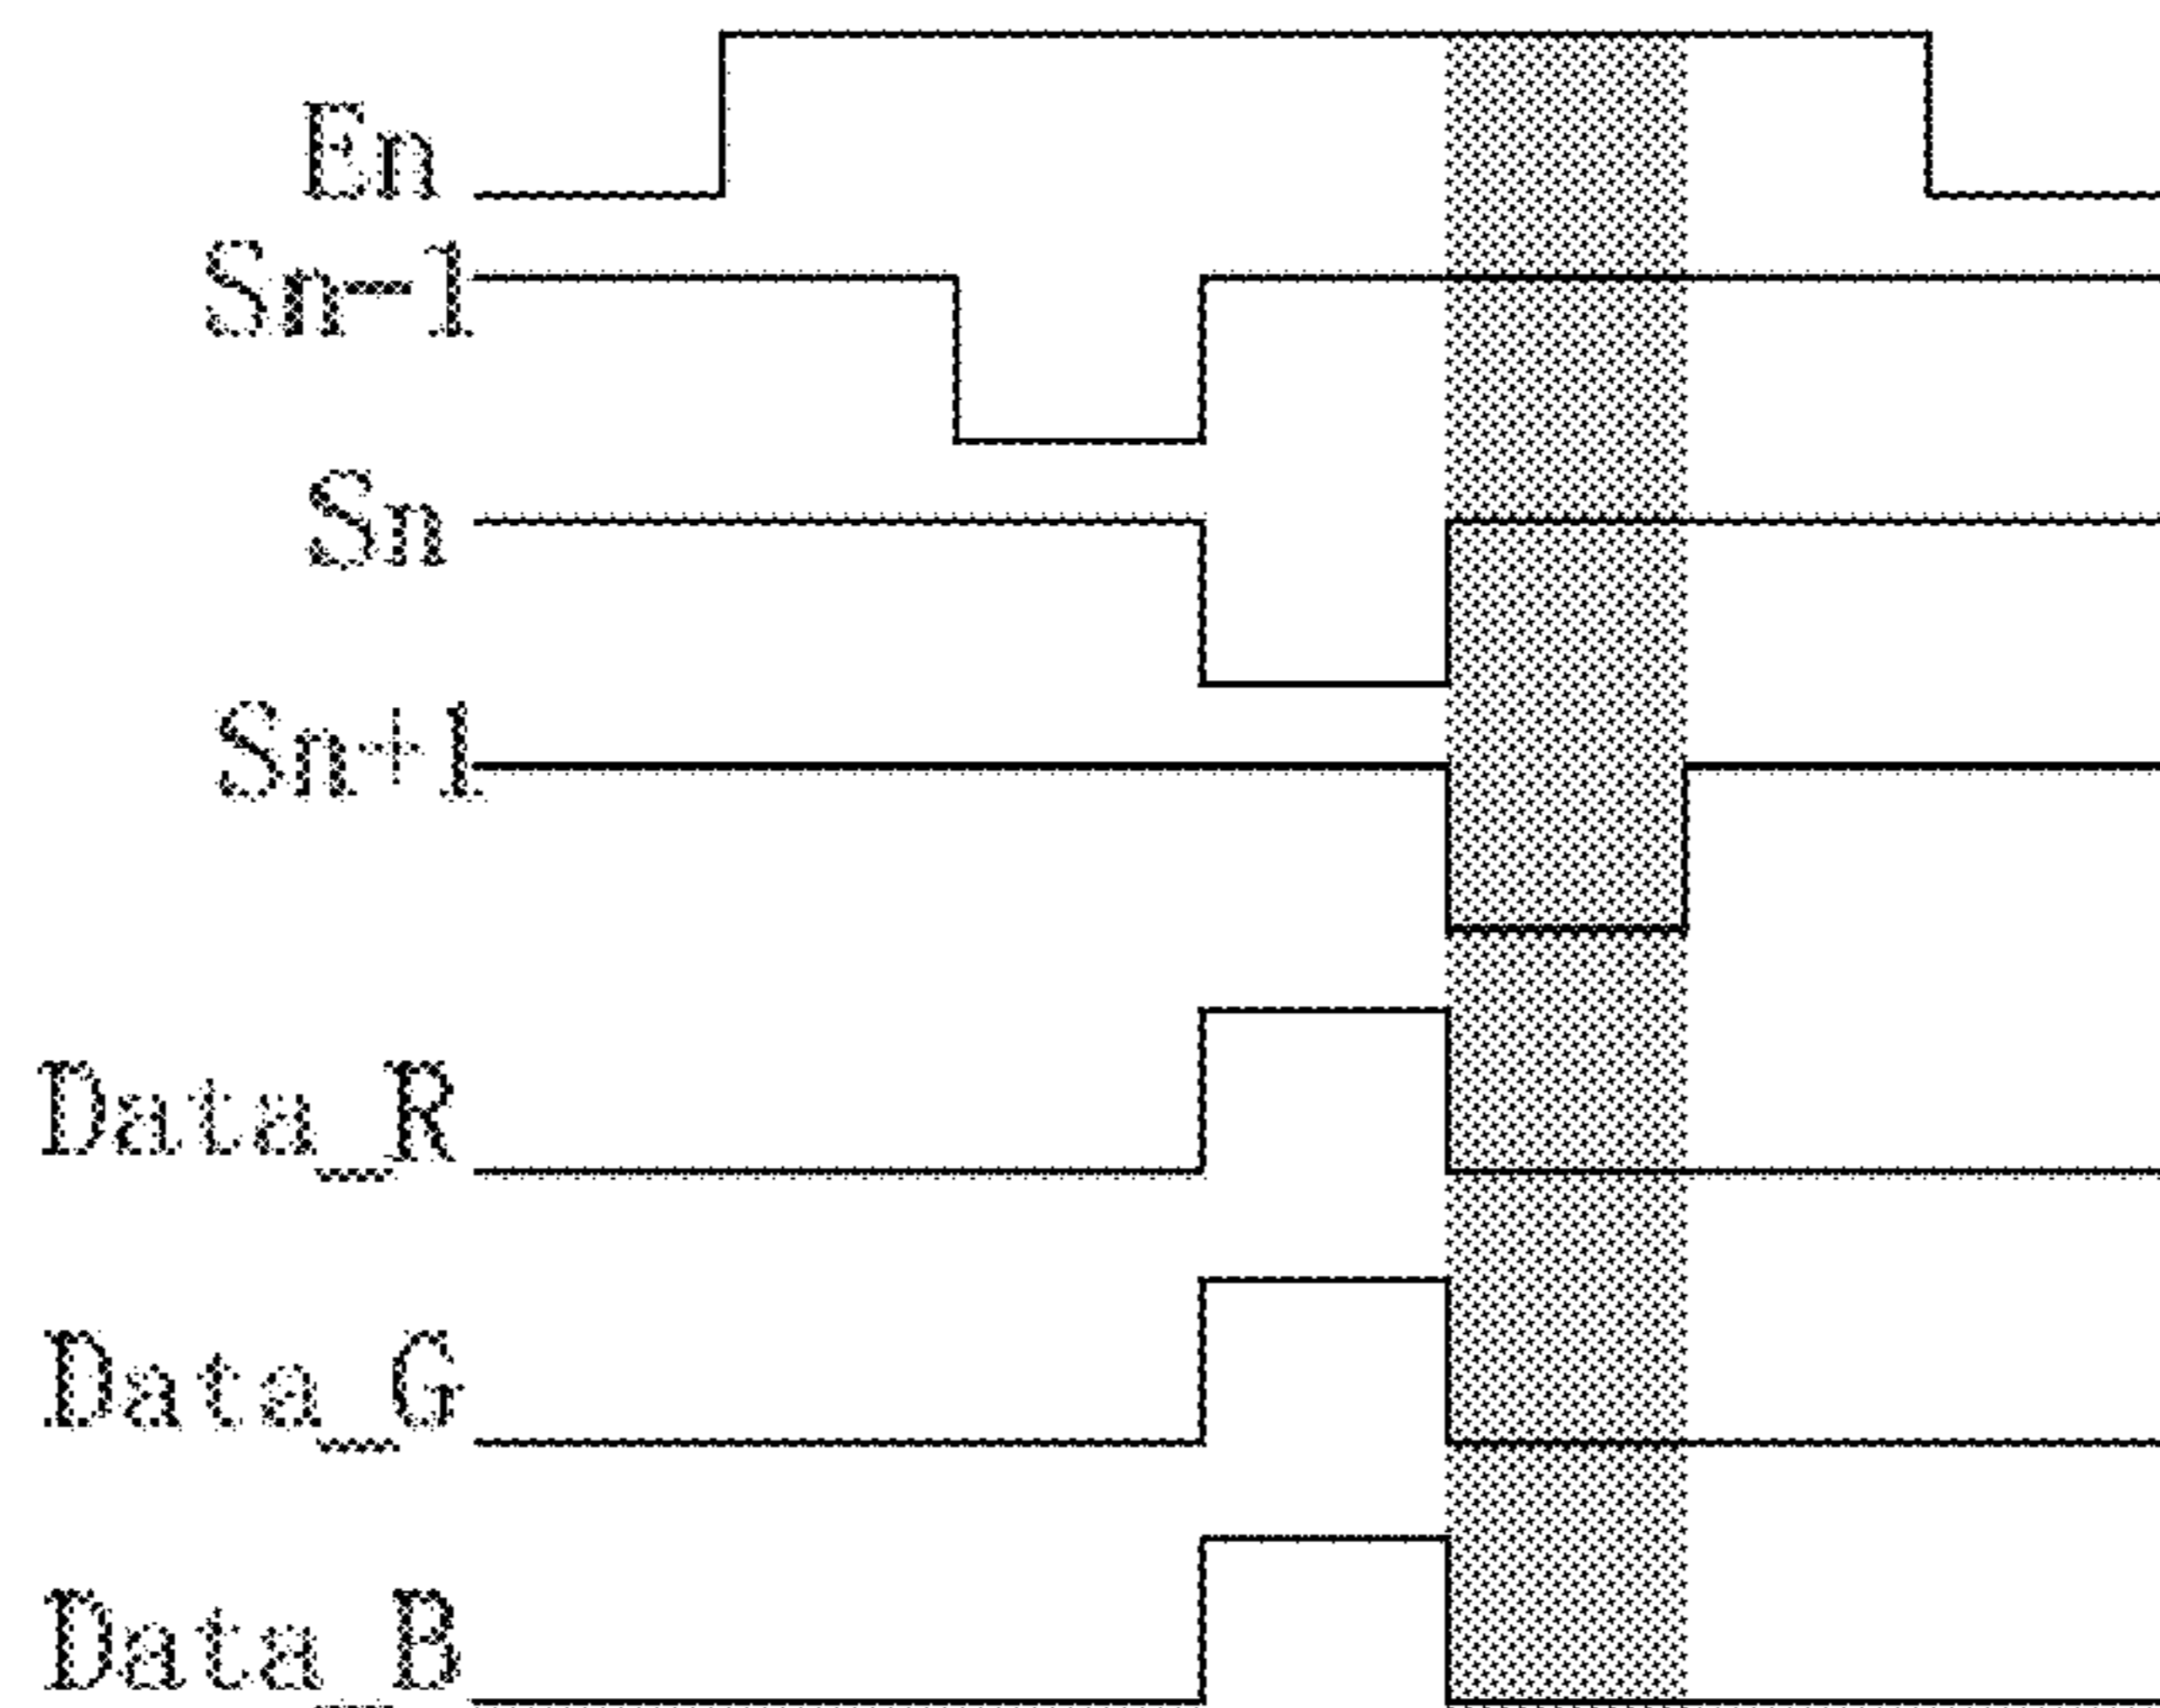 En
Sn-1
Sn
Sn+1
Data_R
Data_G
Data_B